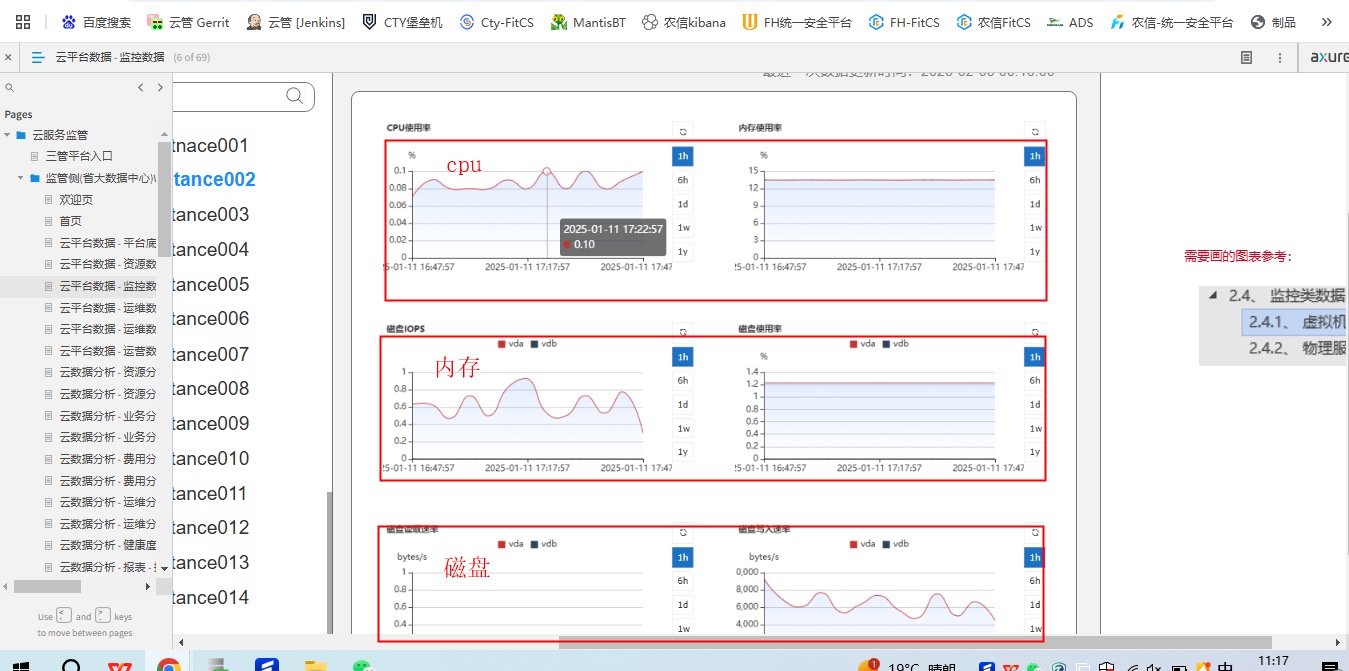 百度搜索 云管 Gerrit 云管 [Jenkins] CTY堡垒机 Cty-FitCS MantisBT 农信kibana FH统一安全平台 FH-FitCS 农信FitCS ADS 农信-统一安全平台 制品 »
云平台数据 - 监控数据 (6 of 69)
axure
Pages
云服务监管
三管平台入口
监管侧(省大数据中心)\
欢迎页
首页
云平台数据 - 平台底
云平台数据 - 资源数
云平台数据 - 监控数
云平台数据 - 运维数
云平台数据 - 运维数
云平台数据 - 运营数
云数据分析 - 资源分
云数据分析 - 资源分
云数据分析 - 业务分
云数据分析 - 业务分
云数据分析 - 费用分
云数据分析 - 费用分
云数据分析 - 运维分
云数据分析 - 运维分
云数据分析 - 健康度
云数据分析 - 报表 -
Use < and > keys
to move between pages
tnace001
tance002
tance003
tance004
tance005
tance006
tance007
tance008
tance009
tance010
tance011
tance012
tance013
tance014
CPU使用率
cpu
%
0.1
0.08
0.06
0.04
0.02
0
2025-01-11 17:22:57
0.10
5-01-11 16:47:57 2025-01-11 17:17:57 2025-01-11 17:47
1h
6h
1d
1w
1y
内存使用率
%
15
12
9
6
3
0
5-01-11 16:47:57 2025-01-11 17:17:57 2025-01-11 17:47
1h
6h
1d
1w
1y
磁盘IOPS
vda vdb
内存
1
0.8
0.6
0.4
0.2
0
5-01-11 16:47:57 2025-01-11 17:17:57 2025-01-11 17:47
1h
6h
1d
1w
1y
磁盘使用率
vda vdb
%
1.4
1.2
1
0.8
0.6
0.4
0.2
0
5-01-11 16:47:57 2025-01-11 17:17:57 2025-01-11 17:47
1h
6h
1d
1w
1y
磁盘读取速率
vda vdb
bytes/s
磁盘
1
0.8
0.6
0.4
1h
6h
1d
1w
磁盘写入速率
vda vdb
bytes/s
0,000
8,000
6,000
4,000
1h
6h
1d
1w
需要画的图表参考：
2.4、 监控类数据
2.4.1、 虚拟机
2.4.2、 物理服
1
19°C 晴朗
中
11:17